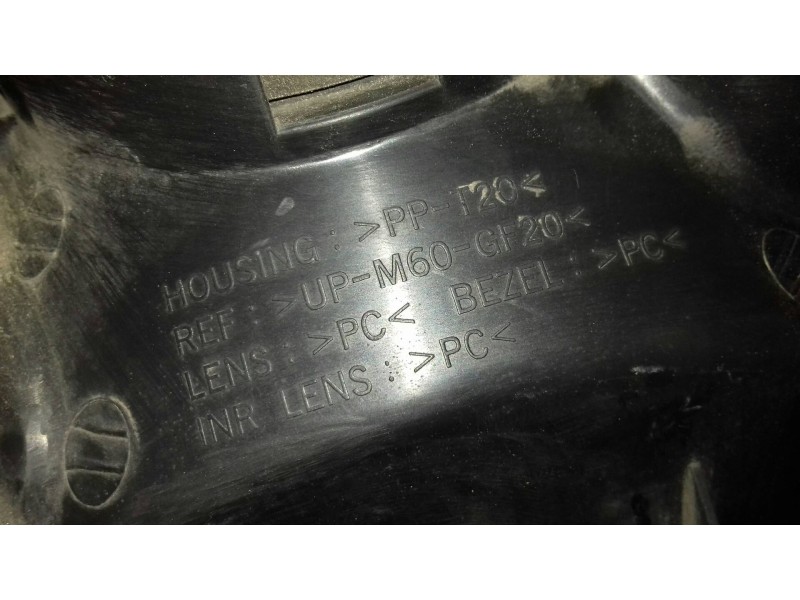 HOUSING : >PP-T20<
REF : >UP-M60-GF20<
LENS : >PC< BEZEL : >PC<
INR LENS : >PC<